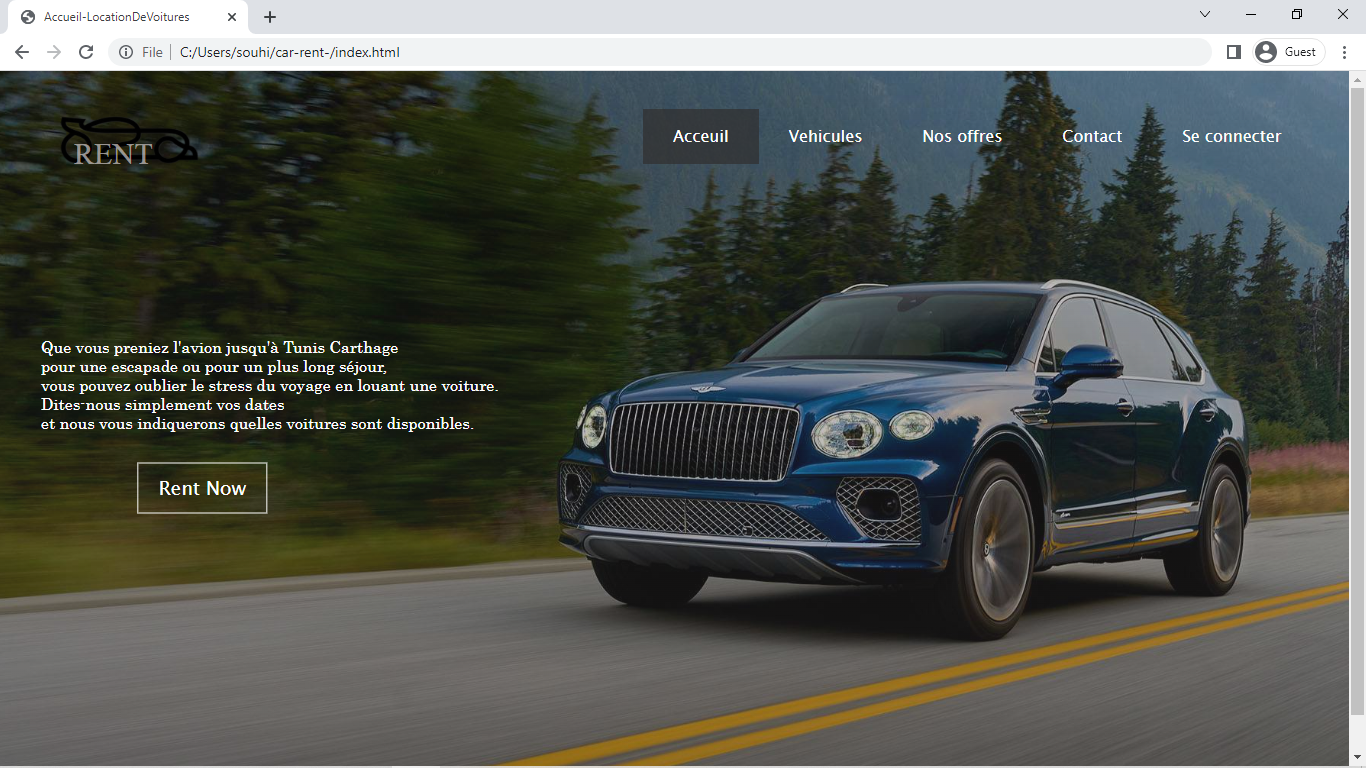 Accueil-LocationDeVoitures
File
C:/Users/souhi/car-rent-/index.html
Guest
RENT
Acceuil
Vehicules
Nos offres
Contact
Se connecter
Que vous preniez l'avion jusqu'à Tunis Carthage
pour une escapade ou pour un plus long séjour,
vous pouvez oublier le stress du voyage en louant une voiture.
Dites-nous simplement vos dates
et nous vous indiquerons quelles voitures sont disponibles.
Rent Now